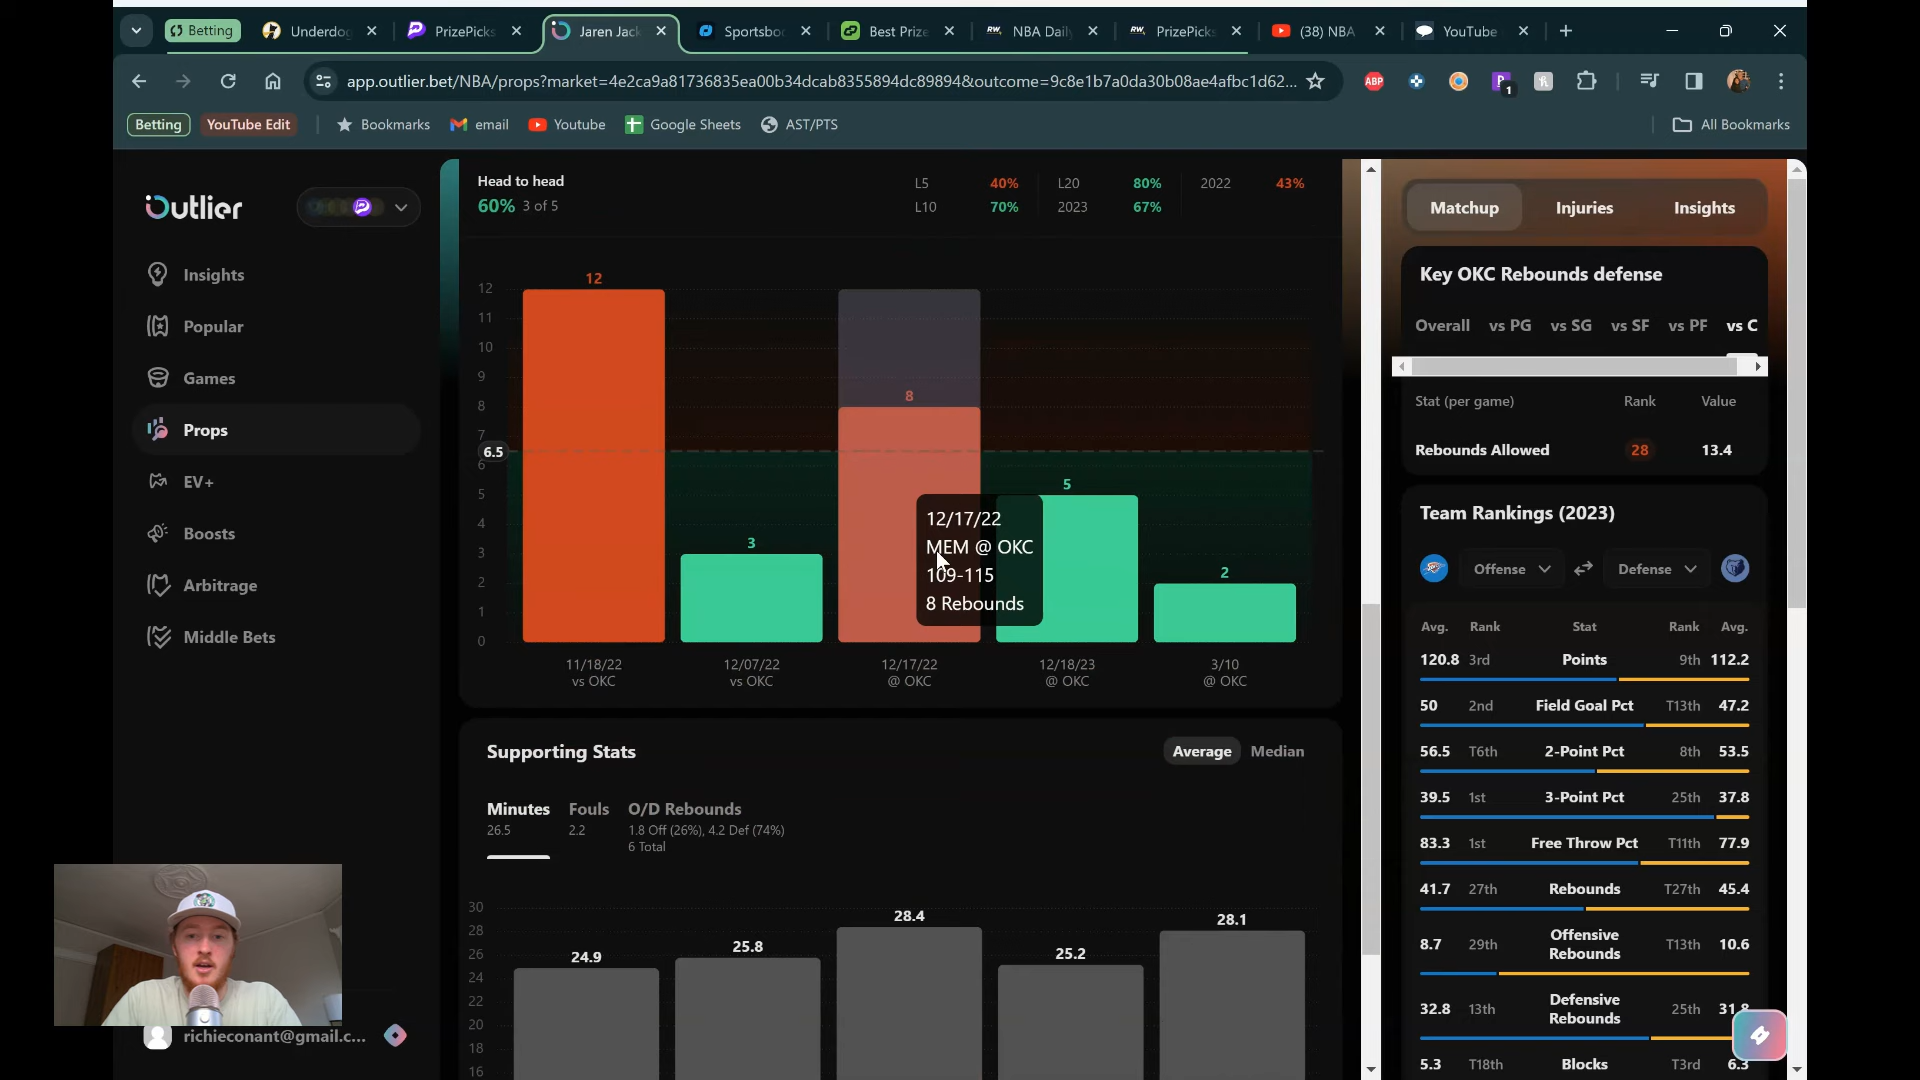 Betting
Underdog
PrizePicks
Jaren Jack
Sportsboo
Best Prize
NBA Daily
PrizePicks
(38) NBA
YouTube
app.outlier.bet/NBA/props?market=4e2ca9a81736835ea00b34dcab8355894dc89894&outcome=9c8e1b7a0da30b08ae4afbc1d62...
ABP
1
Betting
YouTube Edit
Bookmarks
email
Youtube
Google Sheets
AST/PTS
All Bookmarks
Outlier
Insights
Popular
Games
Props
EV+
Boosts
Arbitrage
Middle Bets
richieconant@gmail.c...
Head to head
60% 3 of 5
L5 40% L20 80% 2022 43%
L10 70% 2023 67%
12
11
10
9
8
7
6.5
6
5
4
3
2
1
0
12
3
8
5
2
12/17/22
MEM @ OKC
109-115
8 Rebounds
11/18/22 12/07/22 12/17/22 12/18/23 3/10
vs OKC vs OKC @ OKC @ OKC @ OKC
Supporting Stats
Average Median
Minutes Fouls O/D Rebounds
26.5 2.2 1.8 Off (26%), 4.2 Def (74%)
6 Total
30
28
26
24
22
20
18
16
24.9
25.8
28.4
25.2
28.1
Matchup Injuries Insights
Key OKC Rebounds defense
Overall vs PG vs SG vs SF vs PF vs C
Stat (per game) Rank Value
Rebounds Allowed 28 13.4
Team Rankings (2023)
Offense Defense
Avg. Rank Stat Rank Avg.
120.8 3rd Points 9th 112.2
50 2nd Field Goal Pct T13th 47.2
56.5 T6th 2-Point Pct 8th 53.5
39.5 1st 3-Point Pct 25th 37.8
83.3 1st Free Throw Pct T11th 77.9
41.7 27th Rebounds T27th 45.4
8.7 29th Offensive Rebounds T13th 10.6
32.8 13th Defensive Rebounds 25th 31.8
5.3 T18th Blocks T3rd 6.3